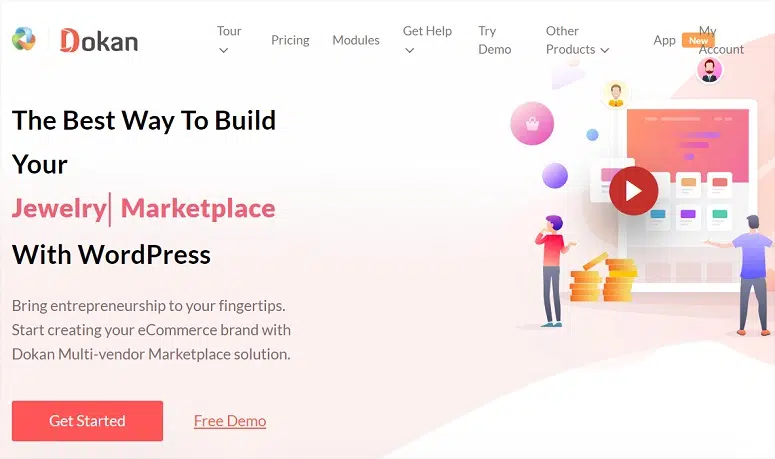 Dokan
Tour
Pricing
Modules
Get Help
Try
Demo
Other
Products
App
New
My
Account
The Best Way To Build
Your
Jewelry Marketplace
With WordPress
Bring entrepreneurship to your fingertips.
Start creating your eCommerce brand with
Dokan Multi-vendor Marketplace solution.
Get Started
Free Demo